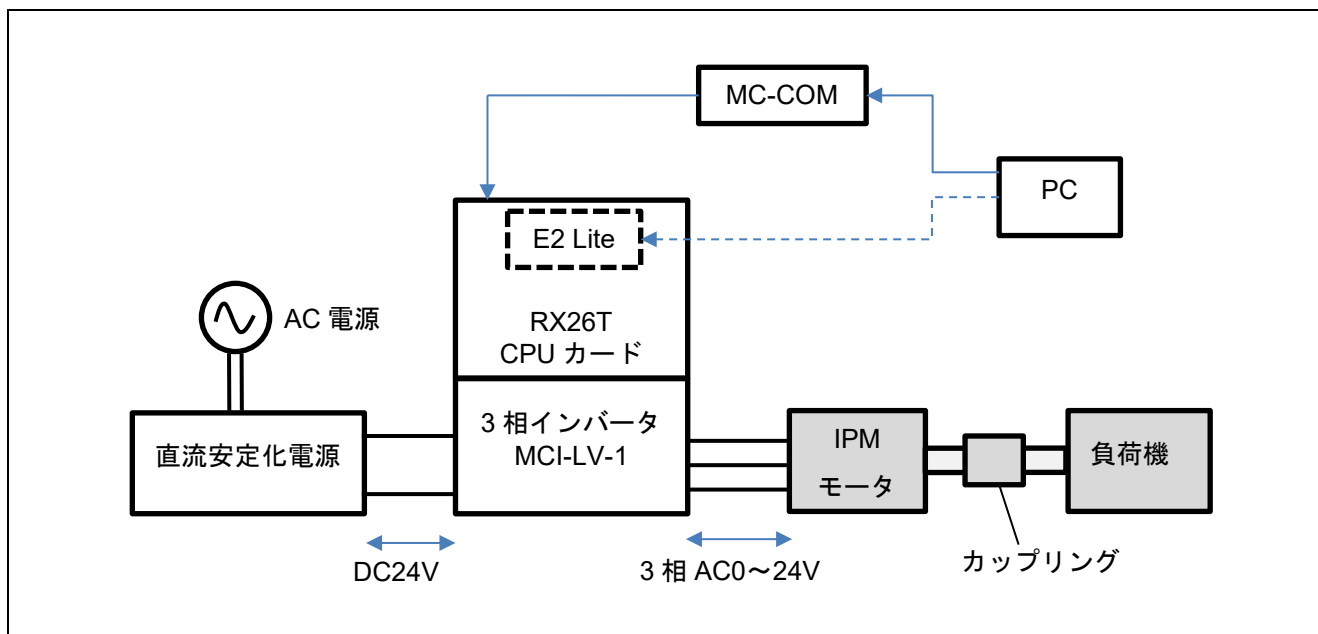 MC-COM
PC
E2 Lite
RX26T
CPU カード
AC 電源
直流安定化電源
3 相インバータ
MCI-LV-1
IPM
モータ
負荷機
カップリング
DC24V
3 相 AC0～24V